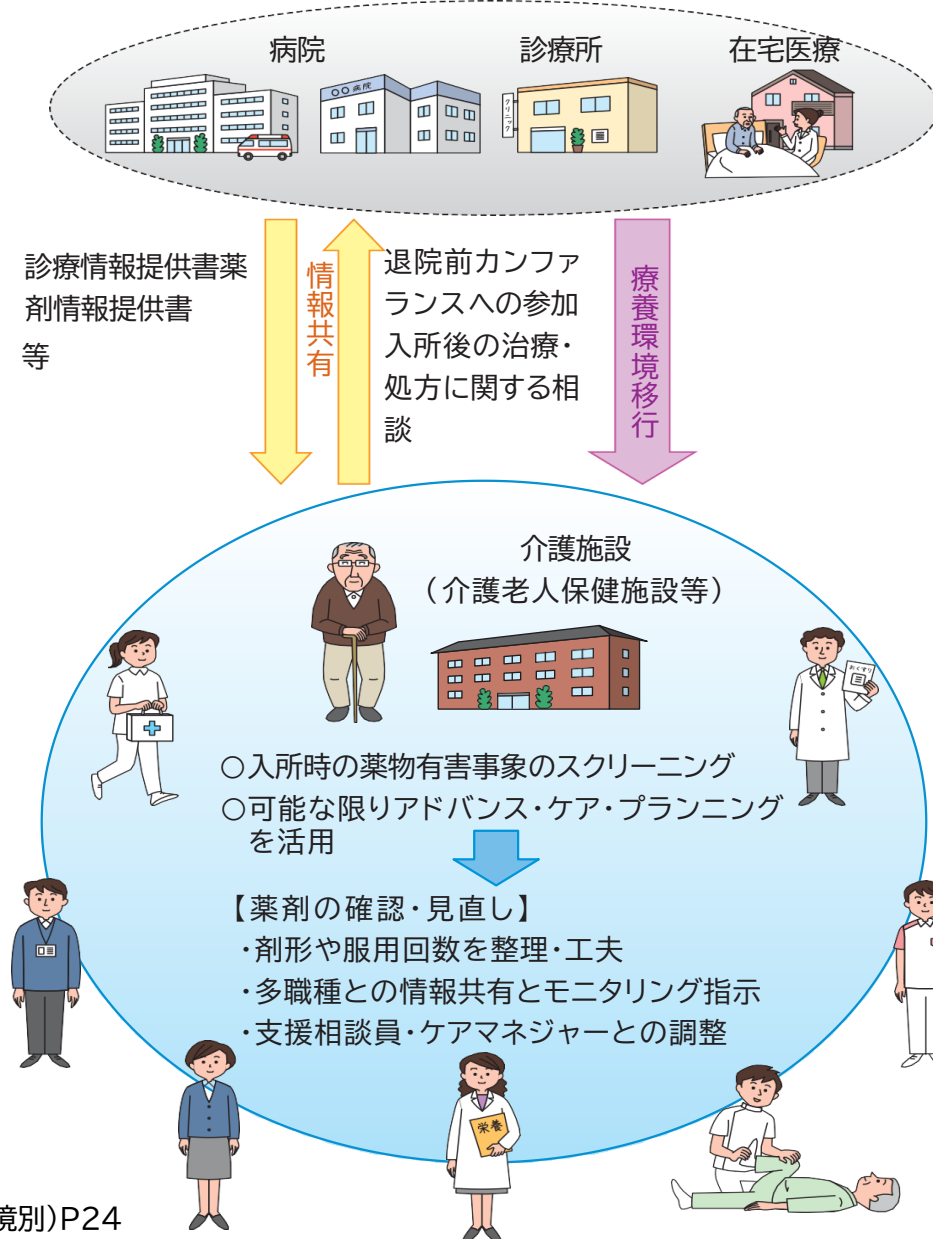 病院
診療所
在宅医療
〇〇病院
クリニック
診療情報提供書薬
剤情報提供書
等
情報共有
退院前カンファ
ランスへの参加
入所後の治療・
処方に関する相
談
療養環境移行
介護施設
（介護老人保健施設等）
おくすり
○入所時の薬物有害事象のスクリーニング
○可能な限りアドバンス・ケア・プランニング
を活用
【薬剤の確認・見直し】
・剤形や服用回数を整理・工夫
・多職種との情報共有とモニタリング指示
・支援相談員・ケアマネジャーとの調整
栄養
境別)P24